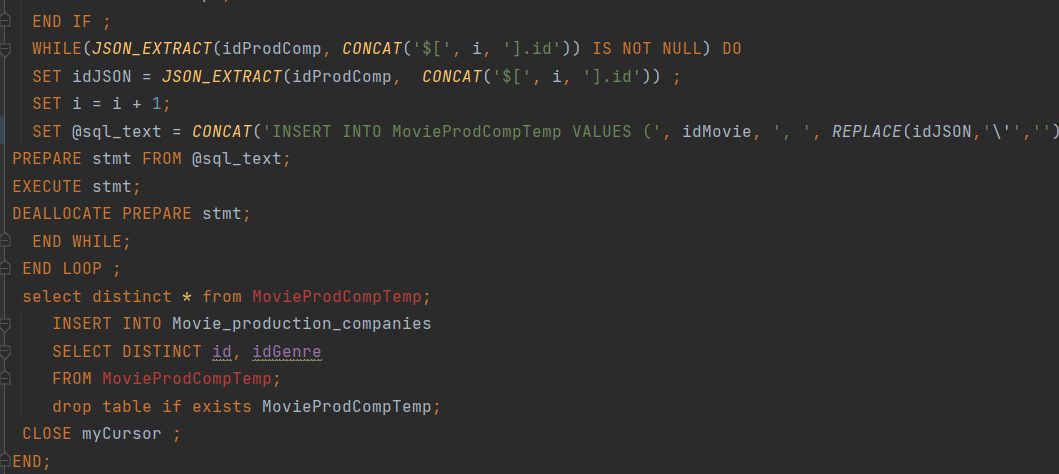 END IF ;
WHILE(JSON_EXTRACT(idProdComp, CONCAT('$[', i, '].id')) IS NOT NULL) DO
SET idJSON = JSON_EXTRACT(idProdComp,  CONCAT('$[', i, '].id')) ;
SET i = i + 1;
SET @sql_text = CONCAT('INSERT INTO MovieProdCompTemp VALUES (', idMovie, ', ', REPLACE(idJSON,'\'','')
PREPARE stmt FROM @sql_text;
EXECUTE stmt;
DEALLOCATE PREPARE stmt;
END WHILE;
END LOOP ;
select distinct * from MovieProdCompTemp;
INSERT INTO Movie_production_companies
SELECT DISTINCT id, idGenre
FROM MovieProdCompTemp;
drop table if exists MovieProdCompTemp;
CLOSE myCursor ;
END;